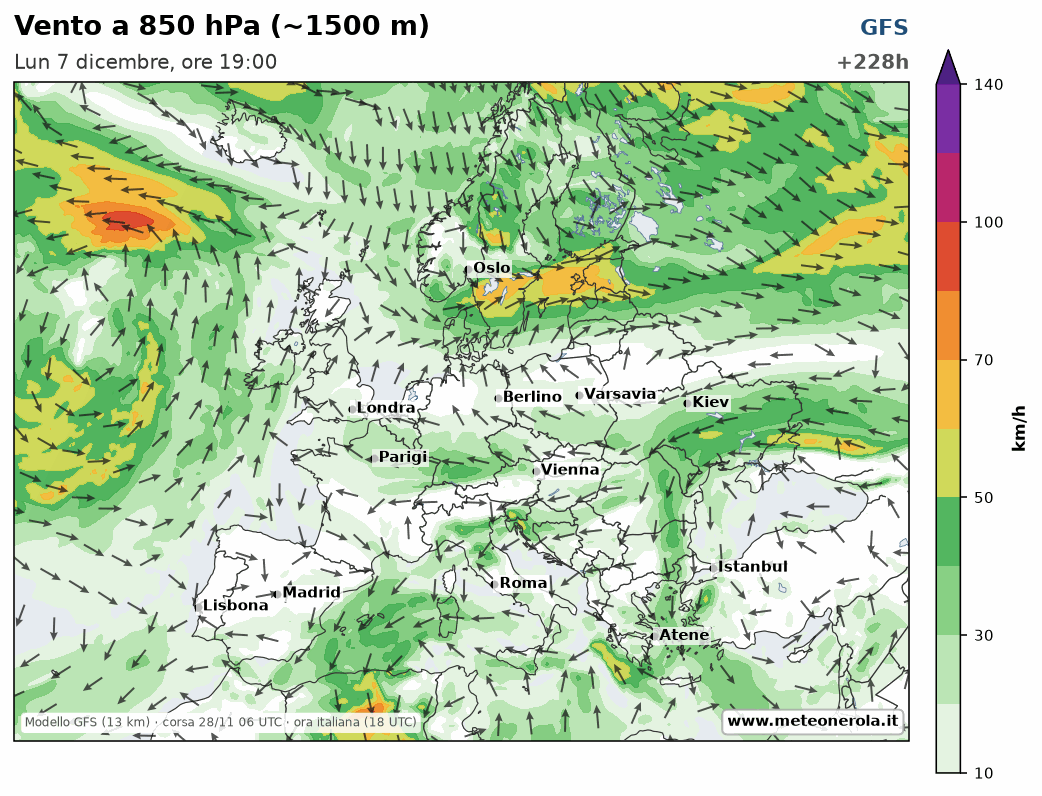 Vento a 850 hPa (~1500 m)
GFS
Lun 7 dicembre, ore 19:00
+228h
140
100
70
50
30
10
km/h
Oslo
Berlino
Varsavia
Kiev
Londra
Parigi
Vienna
Istanbul
Roma
Madrid
Lisbona
Atene
Modello GFS (13 km) · corsa 28/11 06 UTC · ora italiana (18 UTC)
www.meteonerola.it